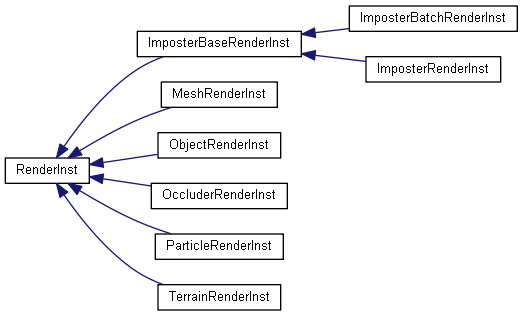 ImposterBatchRenderInst
ImposterBaseRenderInst
ImposterRenderInst
MeshRenderInst
ObjectRenderInst
RenderInst
OccluderRenderInst
ParticleRenderInst
TerrainRenderInst